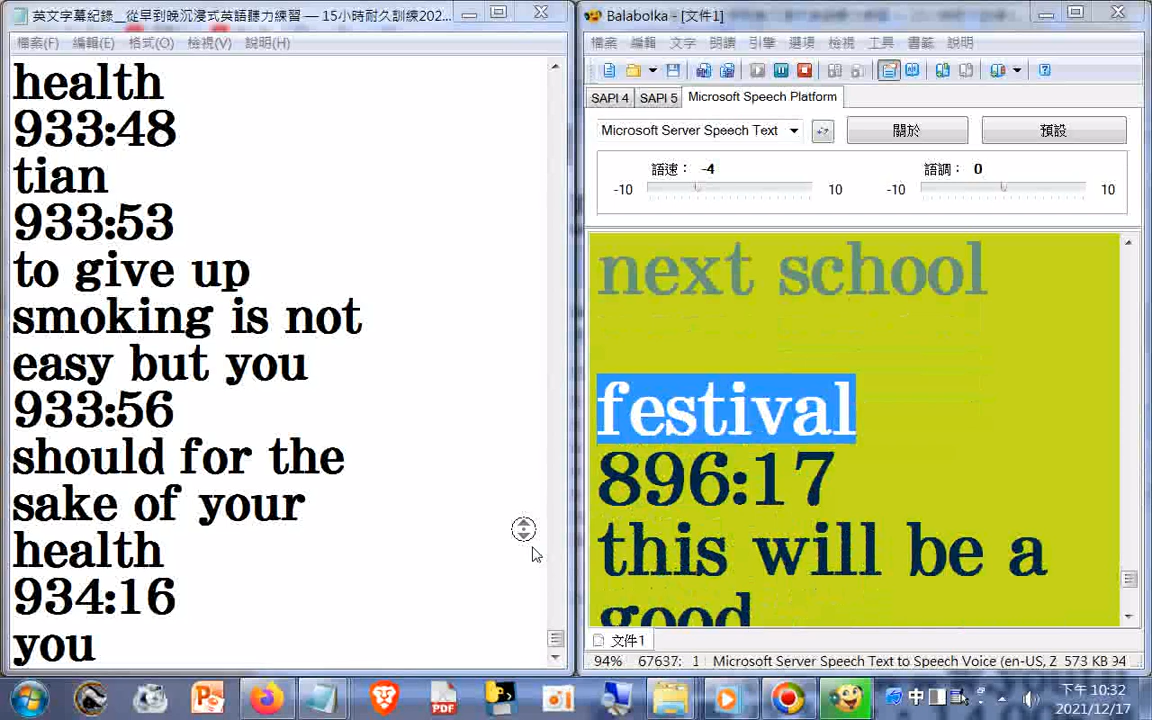 英文字幕紀錄__從早到晚沉浸式英語聽力練習 — 15小時耐久訓練202...
檔案(F) 編輯(E) 格式(O) 檢視(V) 說明(H)
health
933:48
tian
933:53
to give up
smoking is not
easy but you
933:56
should for the
sake of your
health
934:16
you
Balabolka - [文件1]
檔案 編輯 文字 朗讀 引擎 選項 檢視 工具 書籤 說明
SAPI 4 SAPI 5 Microsoft Speech Platform
Microsoft Server Speech Text 關於 預設
語速: -4 語調: 0
-10 10 -10 10
next school
festival
896:17
this will be a
good
文件1
94% 67637: 1 Microsoft Server Speech Text to Speech Voice (en-US, Z 573 KB 94
PDF
中
下午 10:32
2021/12/17